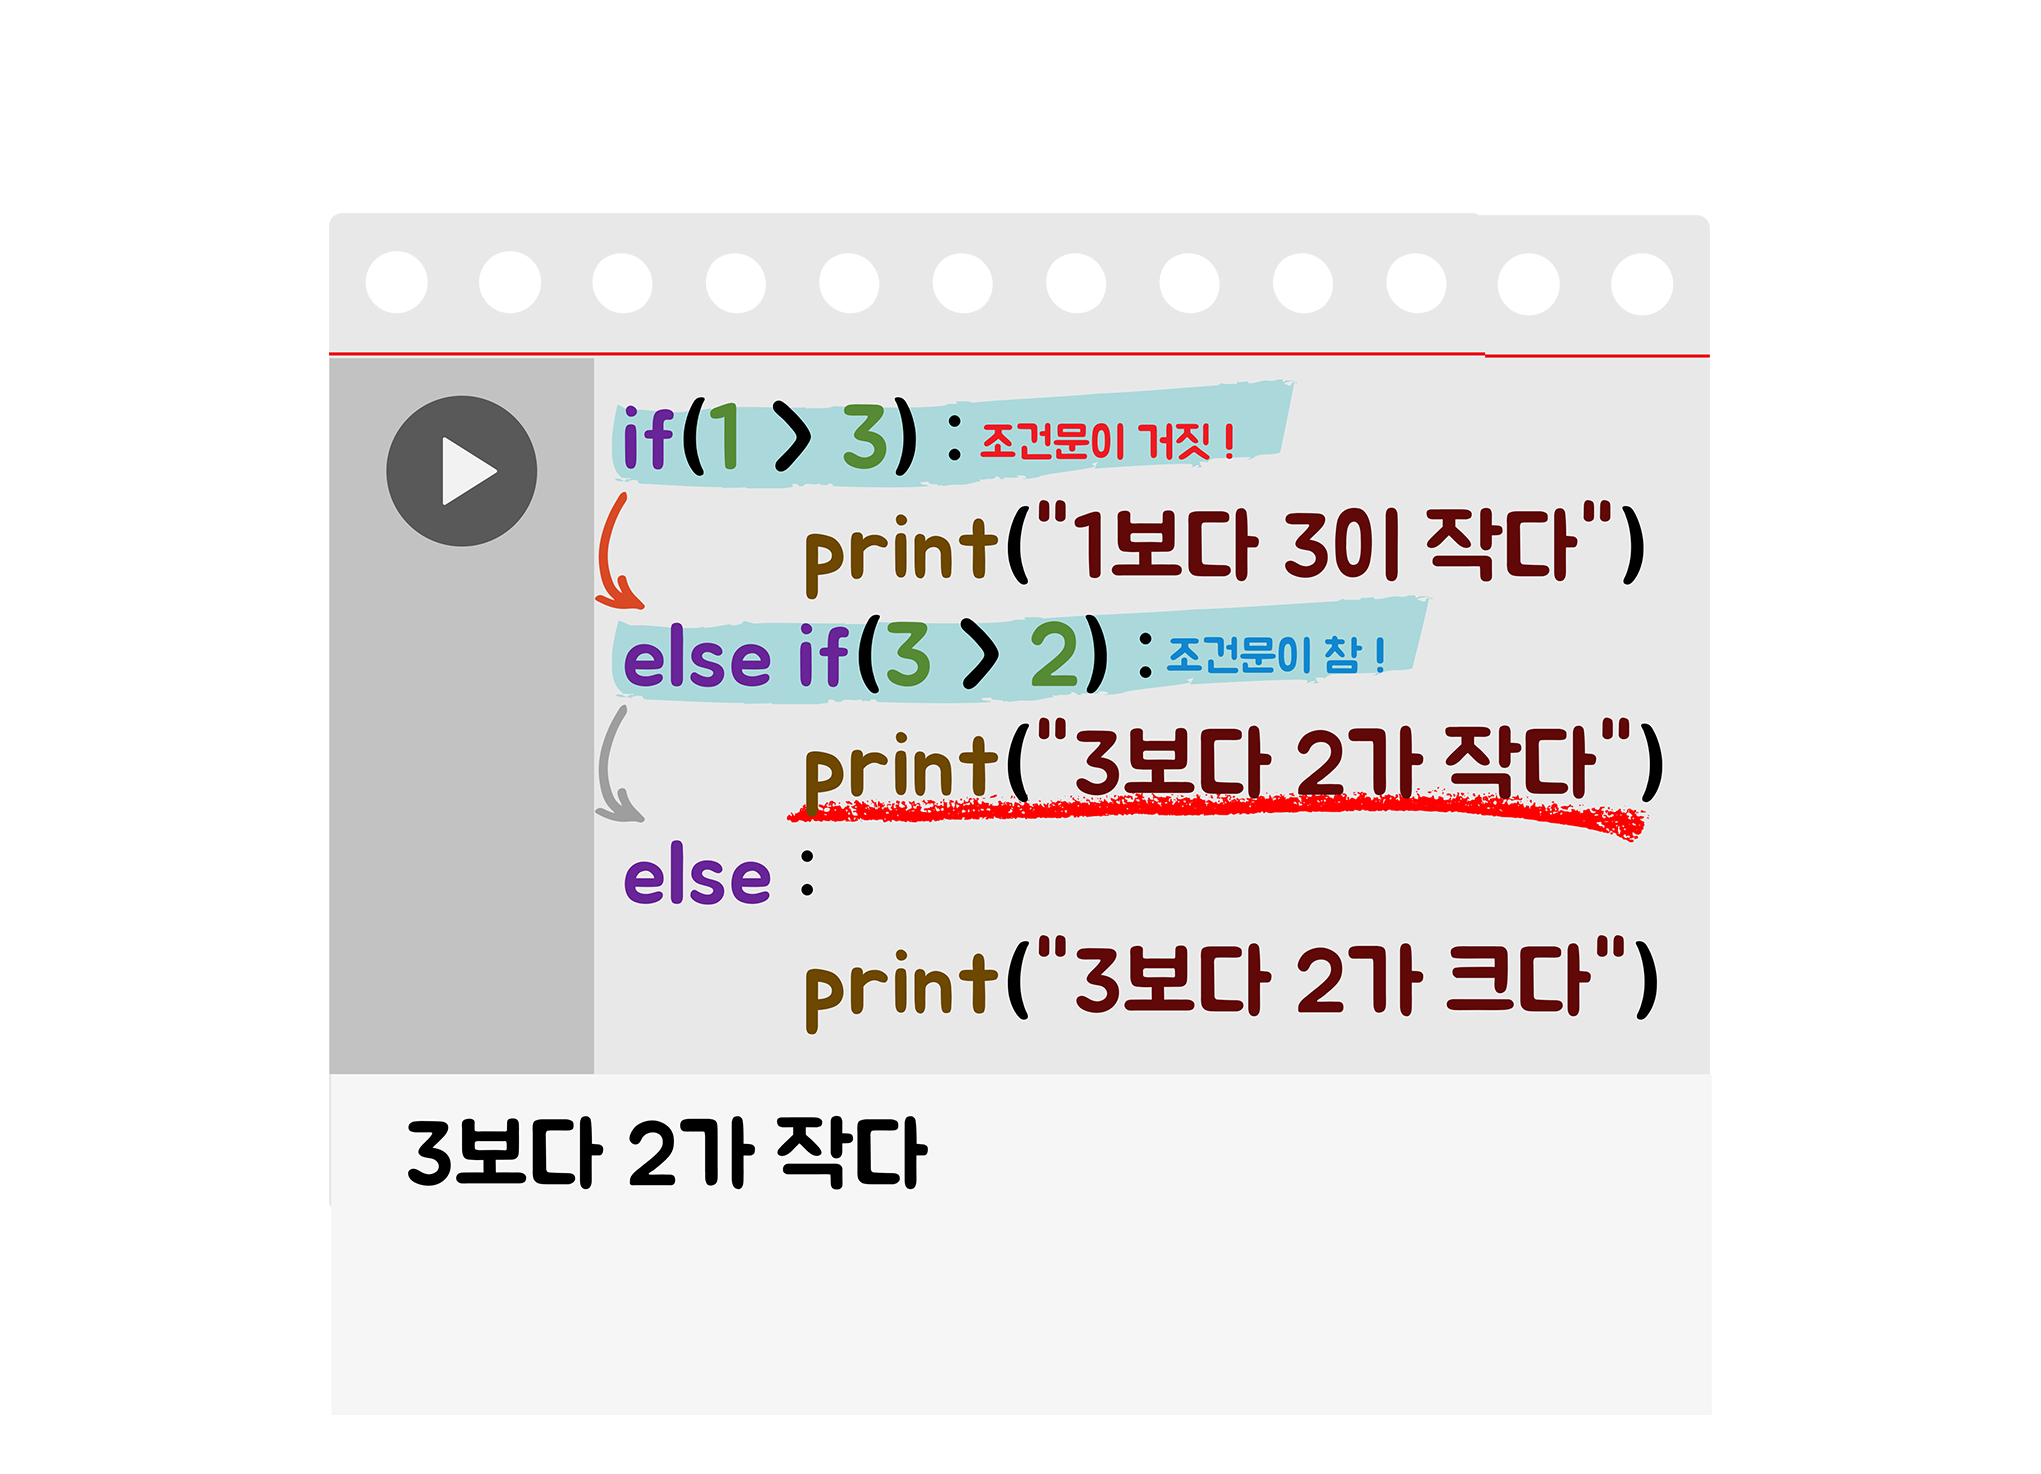 if(1 > 3) : 조건문이 거짓 !
print("1보다 3이 작다")
else if(3 > 2) : 조건문이 참 !
print("3보다 2가 작다")
else :
print("3보다 2가 크다")
3보다 2가 작다